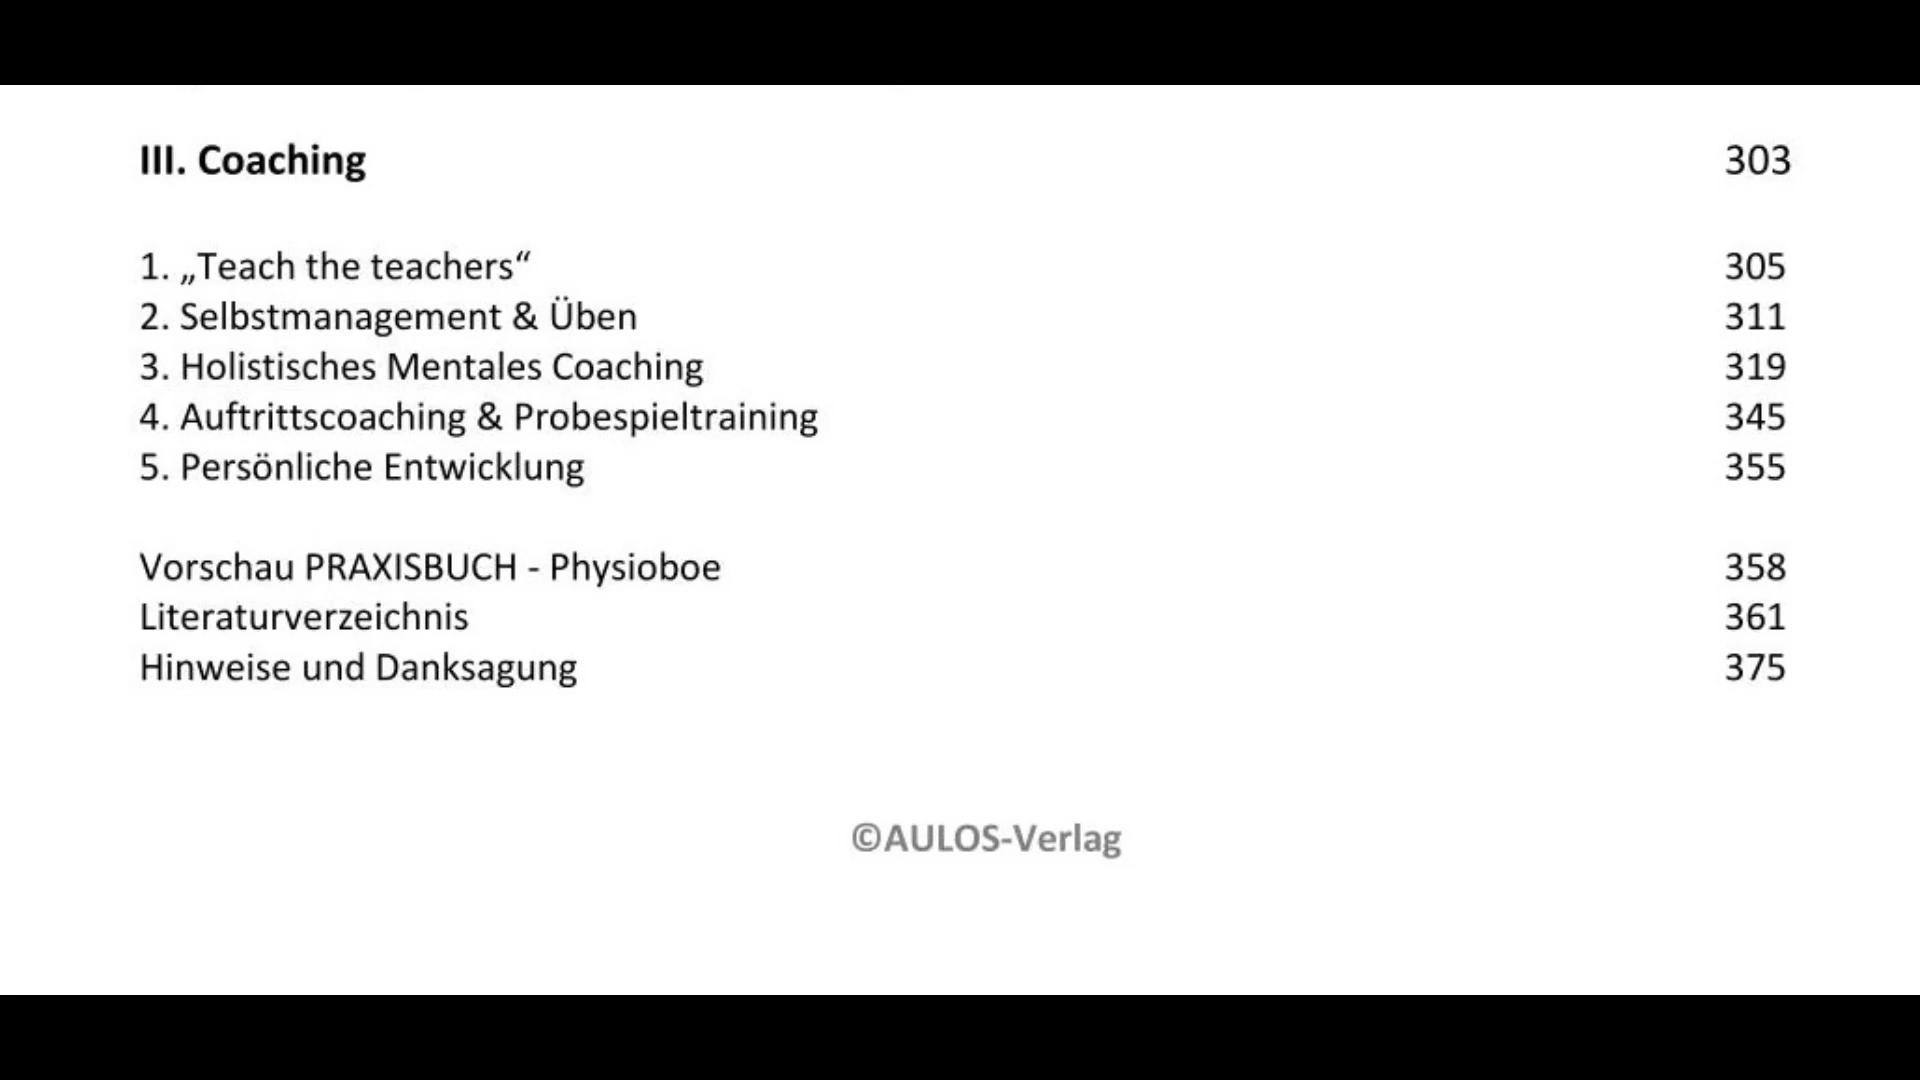 III. Coaching 303
1. „Teach the teachers“ 305
2. Selbstmanagement & Üben 311
3. Holistisches Mentales Coaching 319
4. Auftrittscoaching & Probespieltraining 345
5. Persönliche Entwicklung 355
Vorschau PRAXISBUCH - Physioboe 358
Literaturverzeichnis 361
Hinweise und Danksagung 375
©AULOS-Verlag